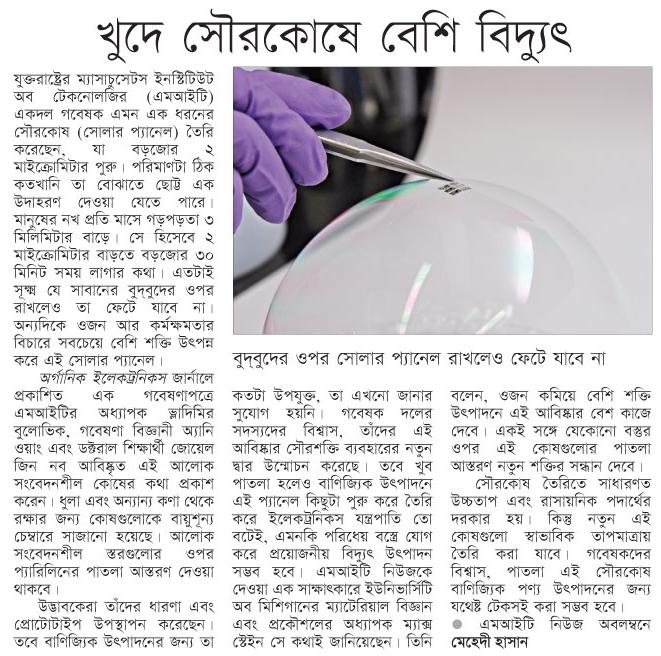 খুদে সৌরকোষে বেশি বিদ্যুৎ
যুক্তরাষ্ট্রের ম্যাসাচুসেটস ইনস্টিটিউট
অব টেকনোলজির (এমআইটি)
একদল গবেষক এমন এক ধরনের
সৌরকোষ (সোলার প্যানেল) তৈরি
করেছেন, যা বড়জোর ২
মাইক্রোমিটার পুরু। পরিমাণটা ঠিক
কতখানি তা বোঝাতে ছোট্ট এক
উদাহরণ দেওয়া যেতে পারে।
মানুষের নখ প্রতি মাসে গড়পড়তা ৩
মিলিমিটার বাড়ে। সে হিসেবে ২
মাইক্রোমিটার বাড়তে বড়জোর ৩০
মিনিট সময় লাগার কথা। এতটাই
সূক্ষ্ম যে সাবানের বুদ্‌বুদের ওপর
রাখলেও তা ফেটে যাবে না।
অন্যদিকে ওজন আর কর্মক্ষমতার
বিচারে সবচেয়ে বেশি শক্তি উৎপন্ন
করে এই সোলার প্যানেল।
অর্গানিক ইলেকট্রনিকস জার্নালে
প্রকাশিত এক গবেষণাপত্রে
এমআইটির অধ্যাপক ভ্লাদিমির
বুলোভিক, গবেষণা বিজ্ঞানী অ্যানি
ওয়াং এবং ডক্টরাল শিক্ষার্থী জোয়েল
জিন নব আবিষ্কৃত এই আলোক
সংবেদনশীল কোষের কথা প্রকাশ
করেন। ধুলা এবং অন্যান্য কণা থেকে
রক্ষার জন্য কোষগুলোকে বায়ুশূন্য
চেম্বারে সাজানো হয়েছে। আলোক
সংবেদনশীল স্তরগুলোর ওপর
প্যারিলিনের পাতলা আস্তরণ দেওয়া
থাকবে।
উদ্ভাবকেরা তাঁদের ধারণা এবং
প্রোটোটাইপ উপস্থাপন করেছেন।
তবে বাণিজ্যিক উৎপাদনের জন্য তা
বুদ্‌বুদের ওপর সোলার প্যানেল রাখলেও ফেটে যাবে না
কতটা উপযুক্ত, তা এখনো জানার
সুযোগ হয়নি। গবেষক দলের
সদস্যদের বিশ্বাস, তাঁদের এই
আবিষ্কার সৌরশক্তি ব্যবহারের নতুন
দ্বার উন্মোচন করেছে। তবে খুব
পাতলা হলেও বাণিজ্যিক উৎপাদনে
এই প্যানেল কিছুটা পুরু করে তৈরি
করে ইলেকট্রনিকস যন্ত্রপাতি তো
বটেই, এমনকি পরিধেয় বস্ত্রে যোগ
করে প্রয়োজনীয় বিদ্যুৎ উৎপাদন
সম্ভব হবে। এমআইটি নিউজকে
দেওয়া এক সাক্ষাৎকারে ইউনিভার্সিটি
অব মিশিগানের ম্যাটেরিয়াল বিজ্ঞান
এবং প্রকৌশলের অধ্যাপক ম্যাক্স
স্টেইন সে কথাই জানিয়েছেন। তিনি
বলেন, ওজন কমিয়ে বেশি শক্তি
উৎপাদনে এই আবিষ্কার বেশ কাজে
দেবে। একই সঙ্গে যেকোনো বস্তুর
ওপর এই কোষগুলোর পাতলা
আস্তরণ নতুন শক্তির সন্ধান দেবে।
সৌরকোষ তৈরিতে সাধারণত
উচ্চতাপ এবং রাসায়নিক পদার্থের
দরকার হয়। কিন্তু নতুন এই
কোষগুলো স্বাভাবিক তাপমাত্রায়
তৈরি করা যাবে। গবেষকদের
বিশ্বাস, পাতলা এই সৌরকোষ
বাণিজ্যিক পণ্য উৎপাদনের জন্য
যথেষ্ট টেকসই করা সম্ভব হবে।
● এমআইটি নিউজ অবলম্বনে
মেহেদী হাসান